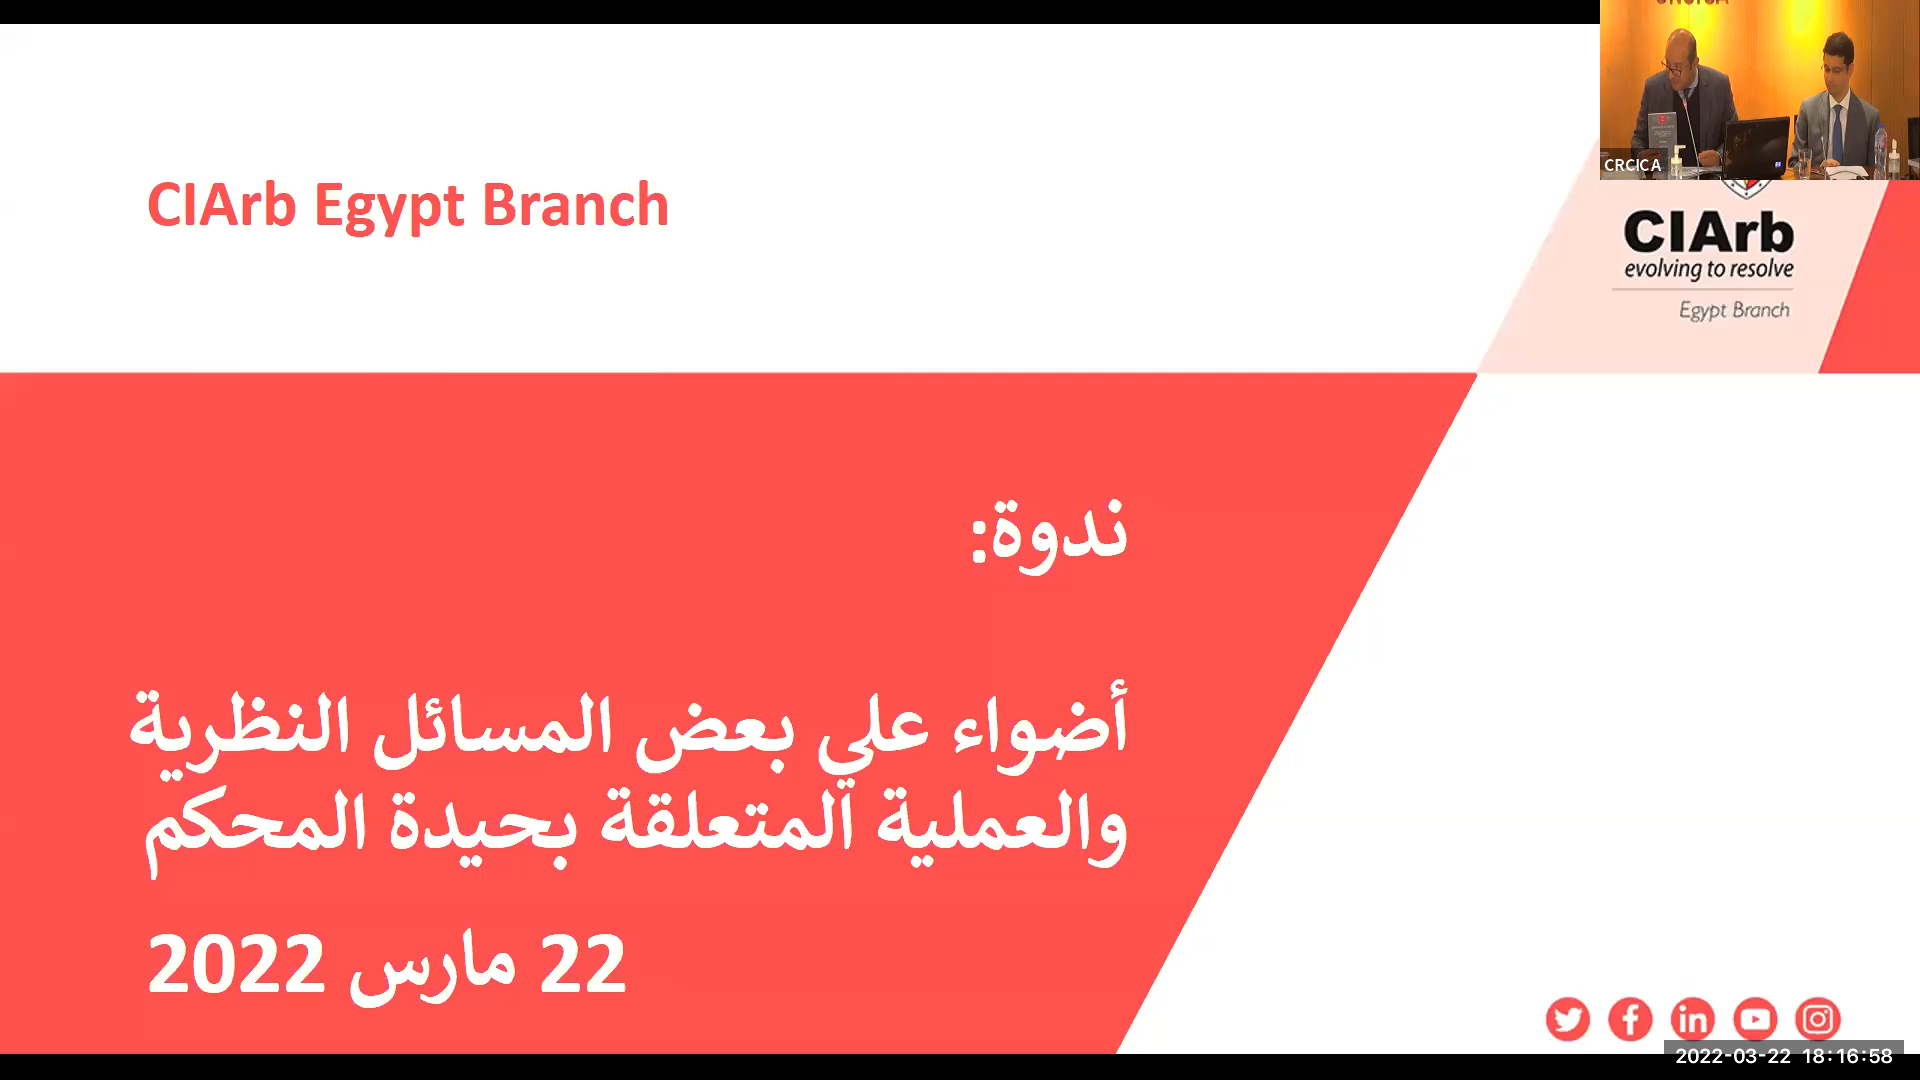 CIArb Egypt Branch
CRCICA
CIArb
evolving to resolve
Egypt Branch
ندوة:
أضواء علي بعض المسائل النظرية
والعملية المتعلقة بحيدة المحكم
22 مارس 2022
2022-03-22 18:16:58